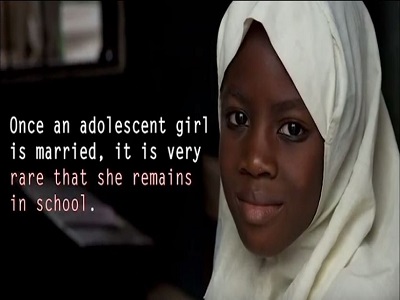 Once an adolescent girl
is married, it is very
rare that she remains
in school.